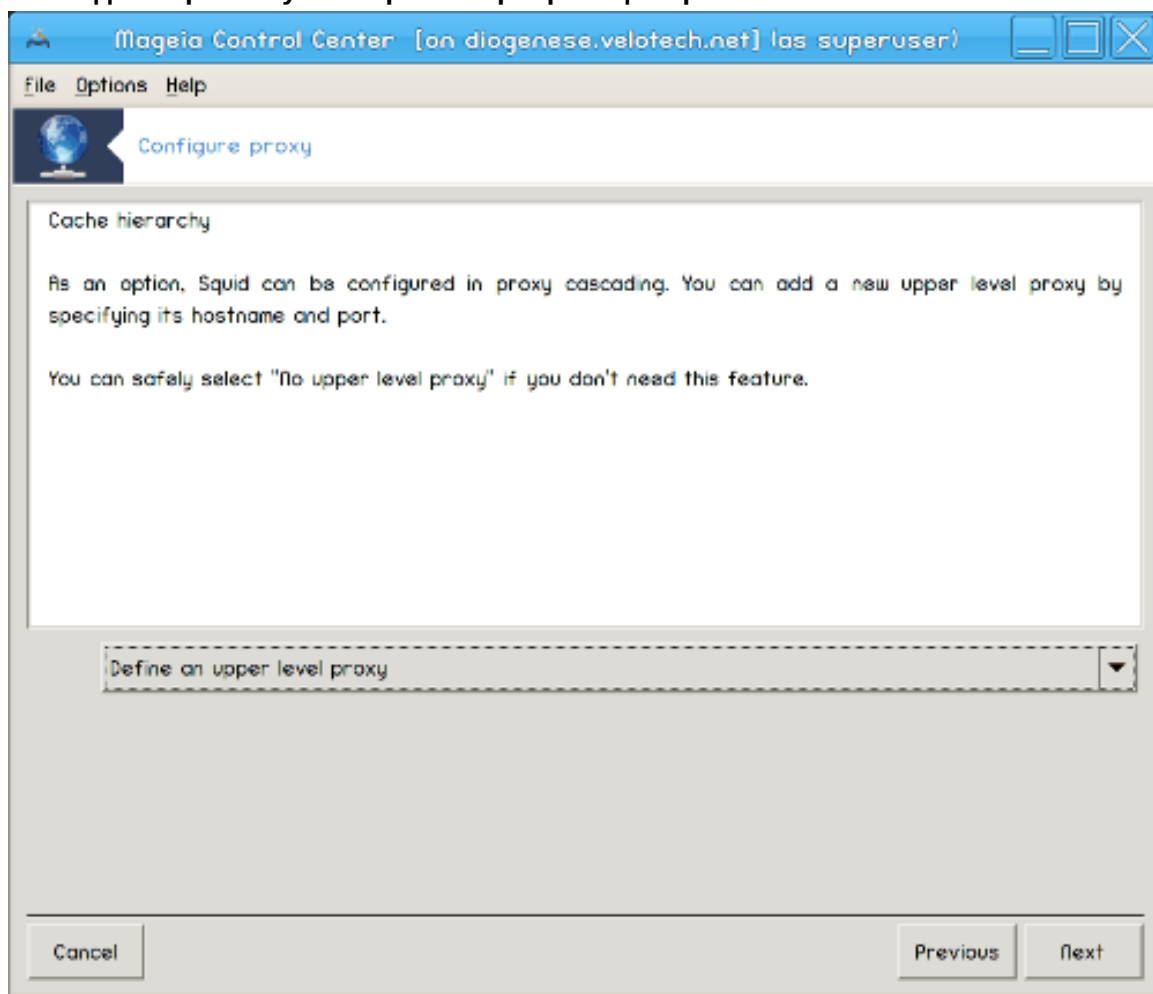 Mageia Control Center [on diogenese.velotech.net] (as superuser)
File Options Help
Configure proxy
Cache hierarchy
As an option, Squid can be configured in proxy cascading. You can add a new upper level proxy by
specifying its hostname and port.
You can safely select "No upper level proxy" if you don't need this feature.
Define an upper level proxy
Cancel
Previous
Next